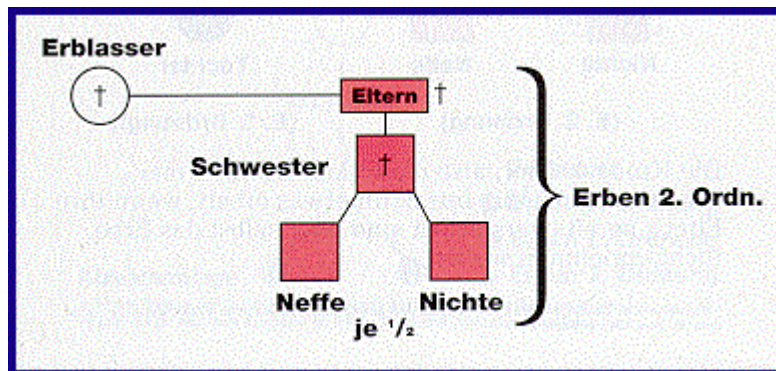 Erblasser
†
Eltern †
Schwester †
Erben 2. Ordn.
Neffe Nichte
je 1/2